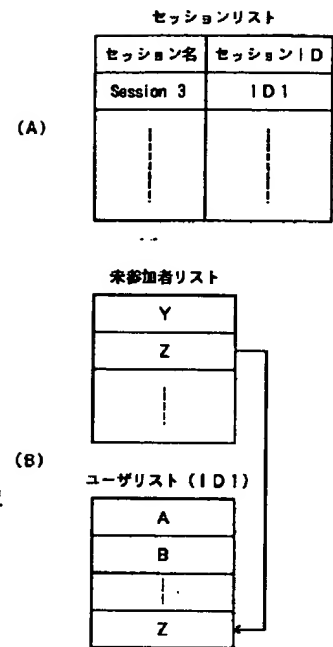 セッションリスト
セッション名 セッションID
Session 3 ID1
(A)
未参加者リスト
Y
Z
(B)
ユーザリスト(ID1)
A
B
Z